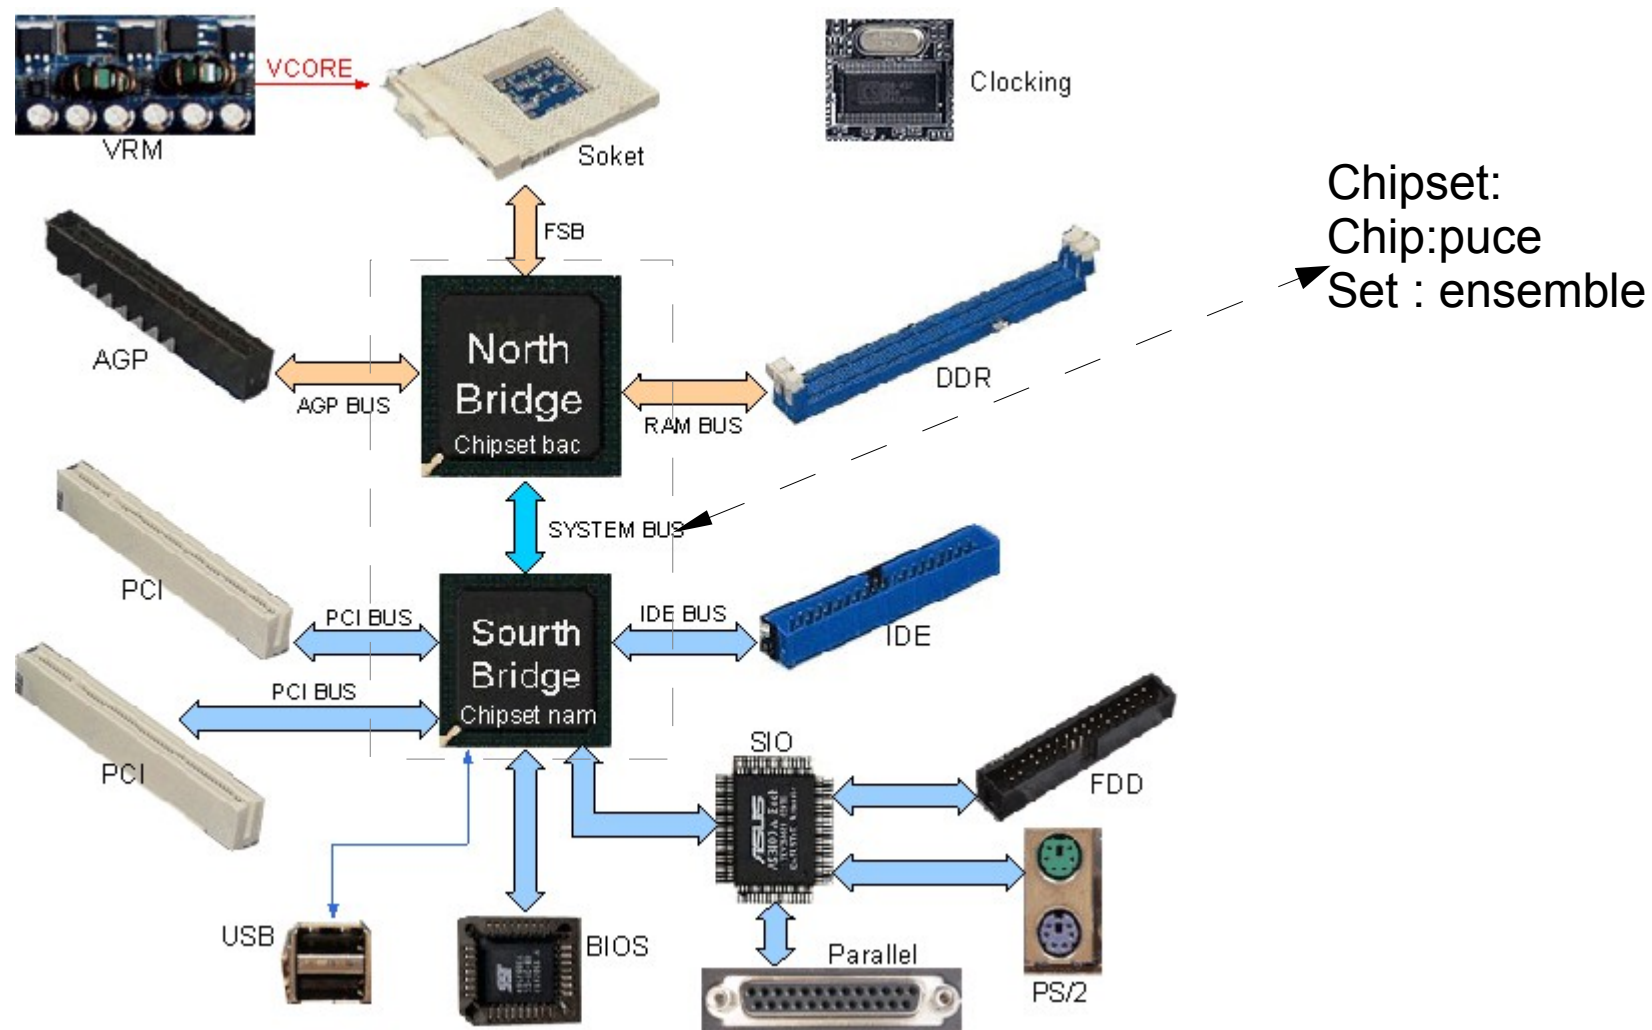 VCORE
VRM
Soket
Clocking
Chipset:
Chip:puce
Set : ensemble
FSB
AGP
AGP BUS
North
Bridge
Chipset bac
RAM BUS
DDR
SYSTEM BUS
PCI
PCI BUS
Sourth
Bridge
Chipset nam
IDE BUS
IDE
PCI BUS
PCI
SIO
FDD
ASUS
USB
BIOS
Parallel
PS/2